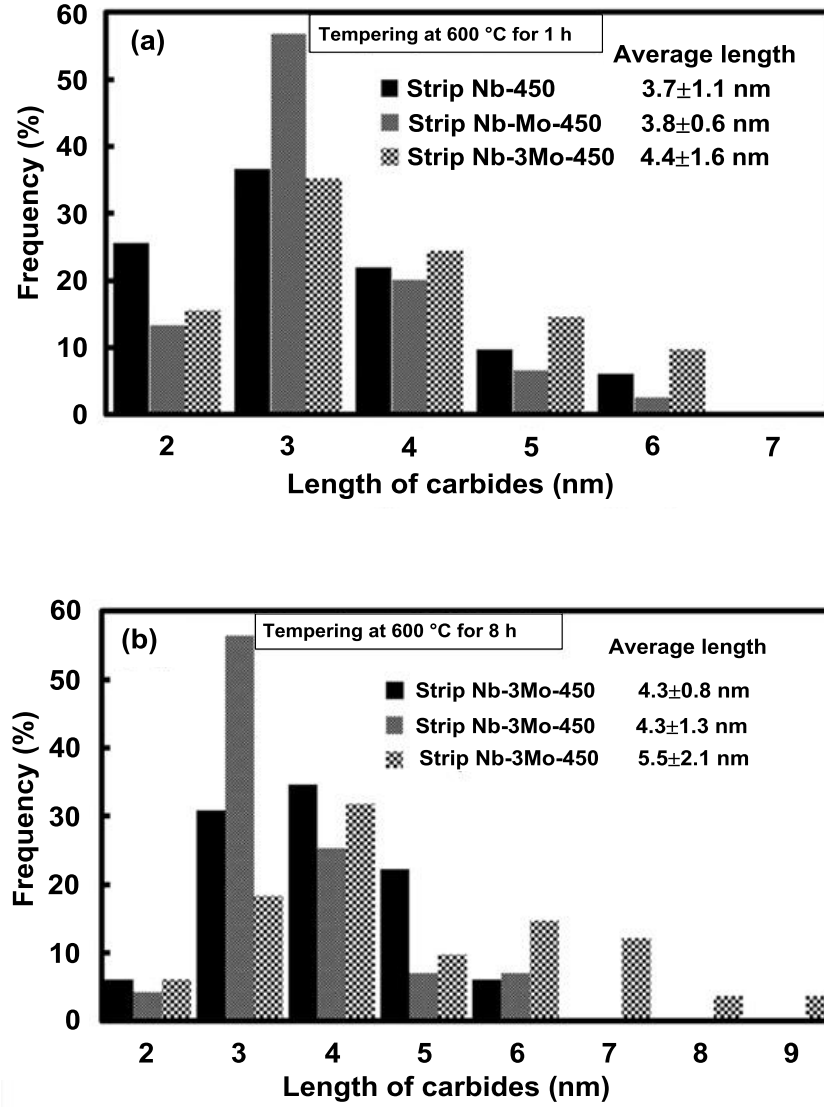 60
(a)
Tempering at 600 °C for 1 h
Average length
50
Strip Nb-450 3.7±1.1 nm
Strip Nb-Mo-450 3.8±0.6 nm
40
Strip Nb-3Mo-450 4.4±1.6 nm
30
20
10
0
Frequency (%)
2 3 4 5 6 7
Length of carbides (nm)
60
(b)
Tempering at 600 °C for 8 h
Average length
50
Strip Nb-3Mo-450 4.3±0.8 nm
Strip Nb-3Mo-450 4.3±1.3 nm
40
Strip Nb-3Mo-450 5.5±2.1 nm
30
20
10
0
Frequency (%)
2 3 4 5 6 7 8 9
Length of carbides (nm)